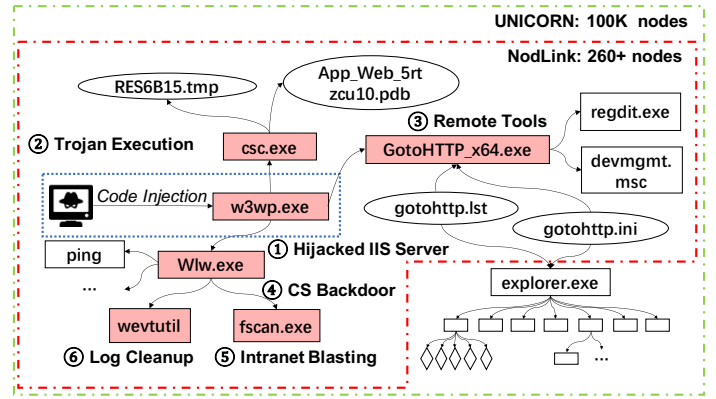 UNICORN: 100K nodes
NodLink: 260+ nodes
RES6B15.tmp
App_Web_5rt
zcu10.pdb
③ Remote Tools
regdit.exe
② Trojan Execution
csc.exe
GotoHTTP_x64.exe
devmgmt.
msc
Code Injection
w3wp.exe
gotohttp.lst
gotohttp.ini
① Hijacked IIS Server
ping
Wlw.exe
...
④ CS Backdoor
explorer.exe
wevtutil
fscan.exe
⑥ Log Cleanup
⑤ Intranet Blasting
...